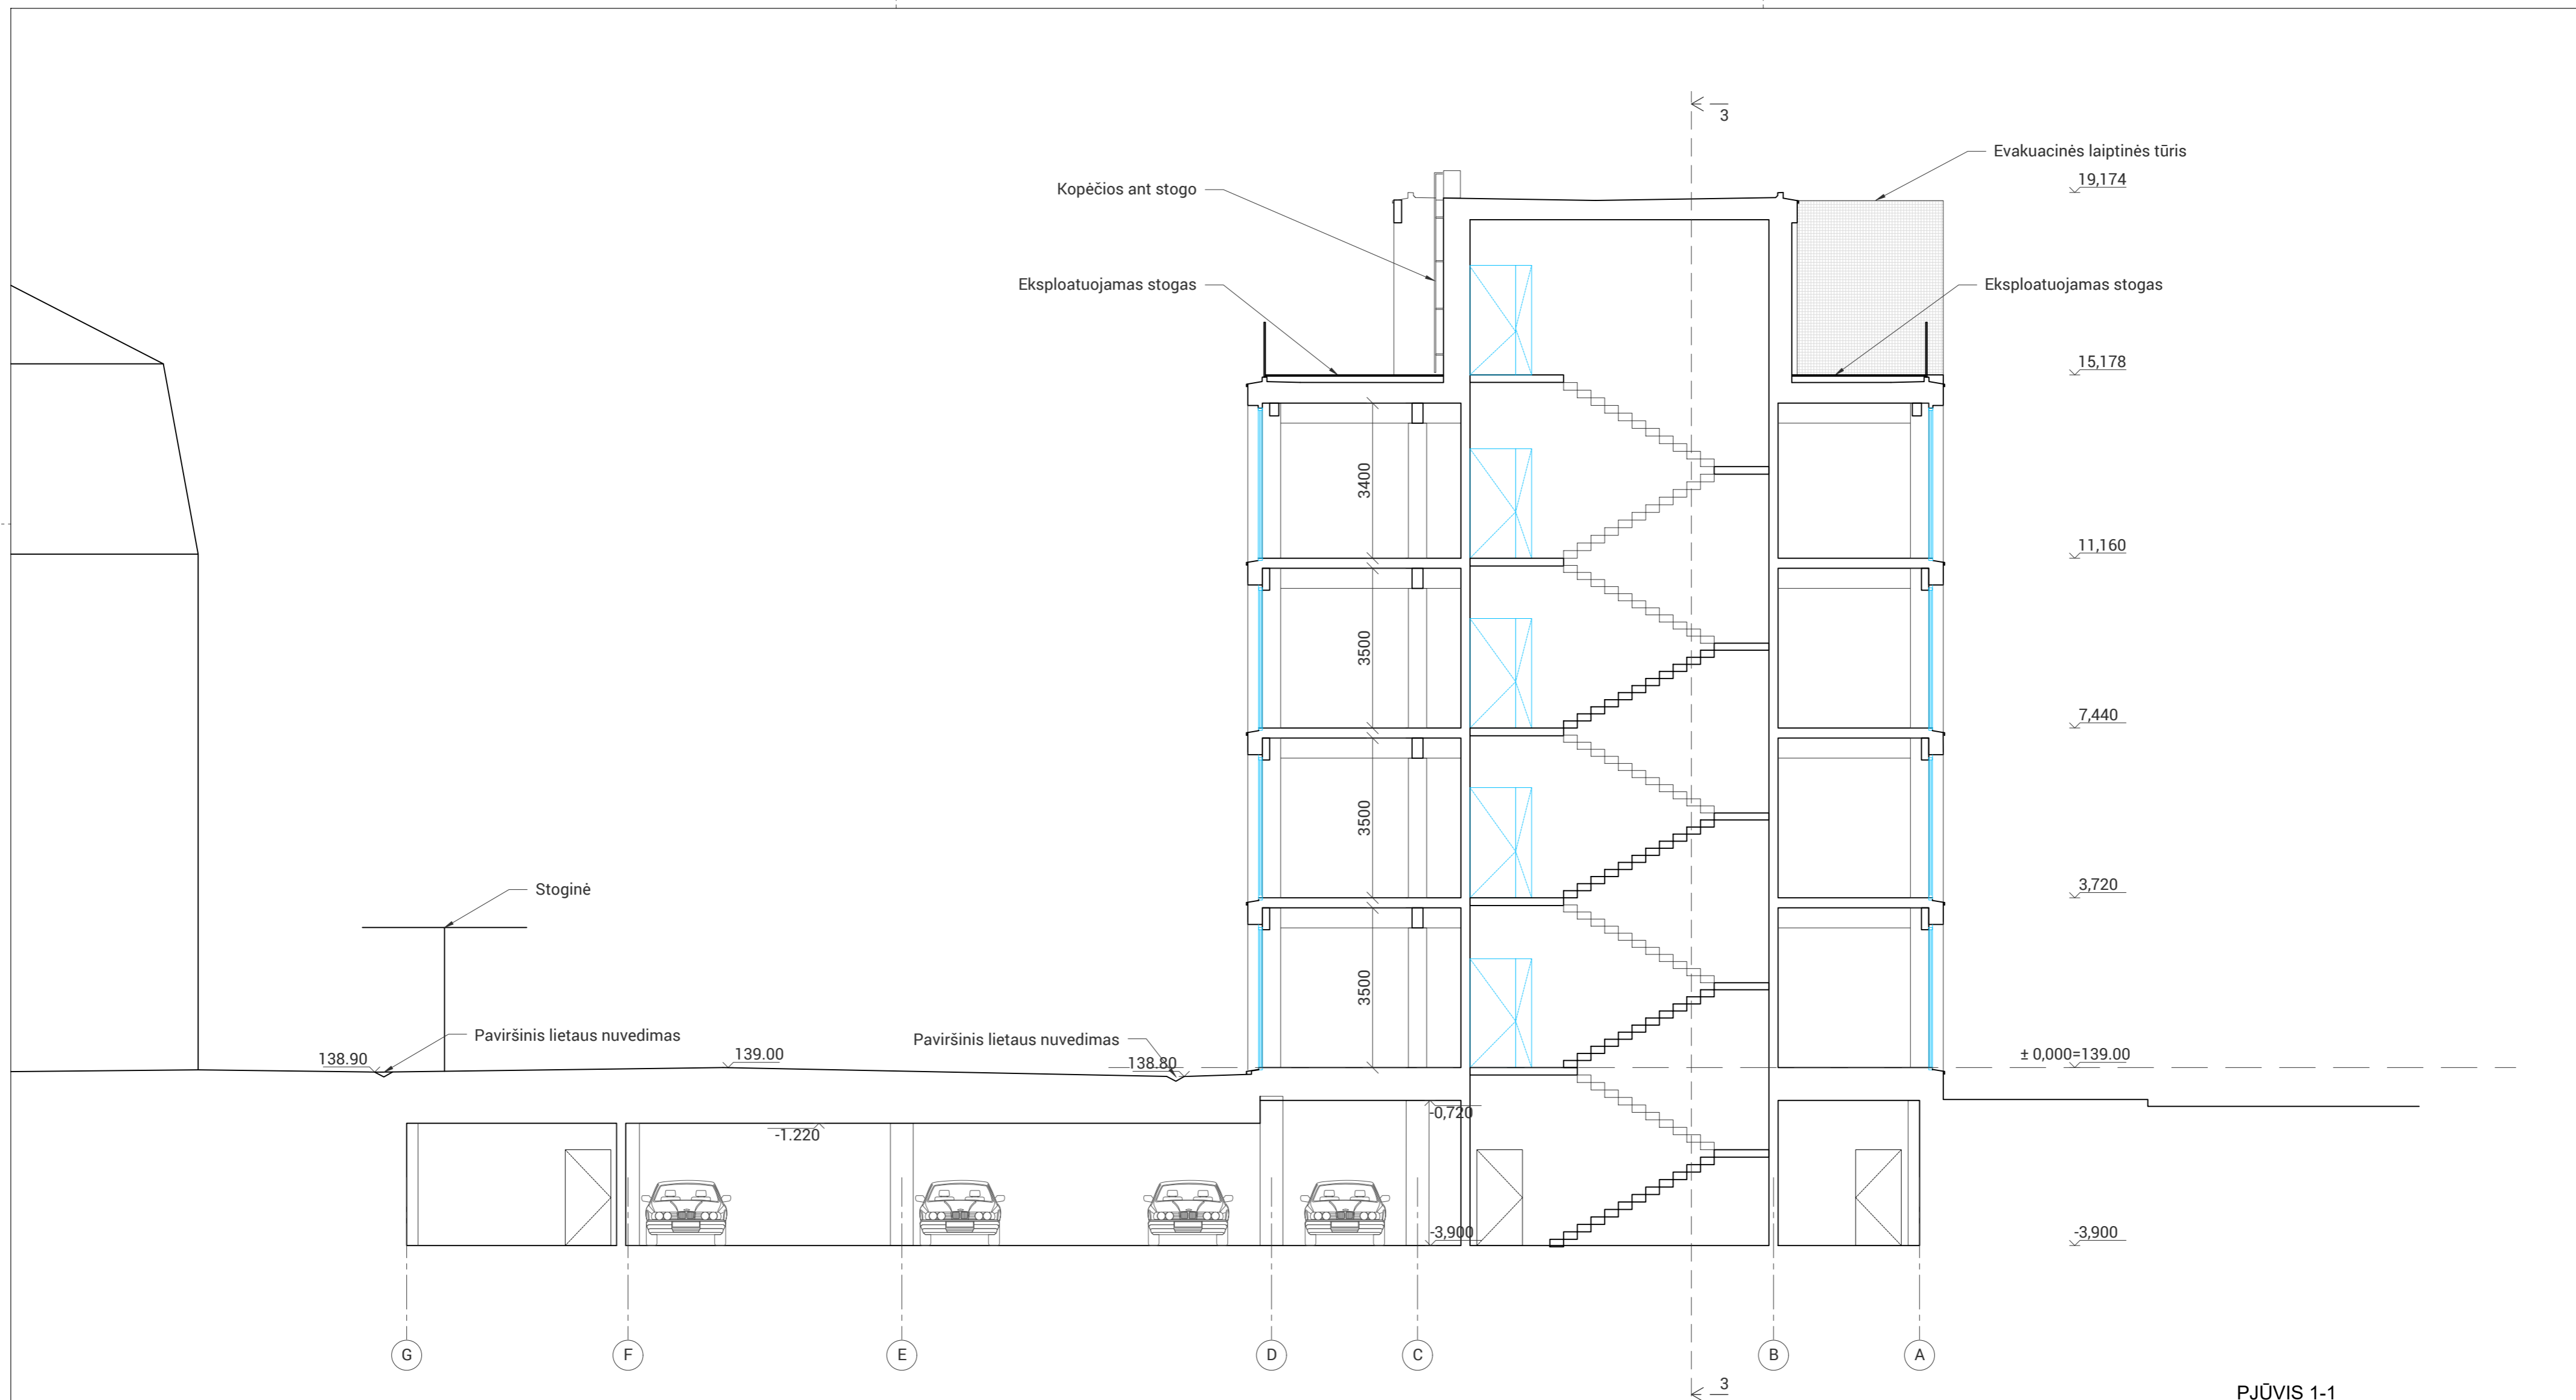 3
Evakuacinės laiptinės tūris
19,174
Kopėčios ant stogo
Eksploatuojamas stogas
Eksploatuojamas stogas
15,178
3400
11,160
3500
7,440
3500
3,720
Stoginė
3500
Paviršinis lietaus nuvedimas
Paviršinis lietaus nuvedimas
138.90
139.00
138.80
± 0,000=139.00
-0,720
-1.220
-3,900
-3,900
G
F
E
D
C
B
A
3
PJŪVIS 1-1